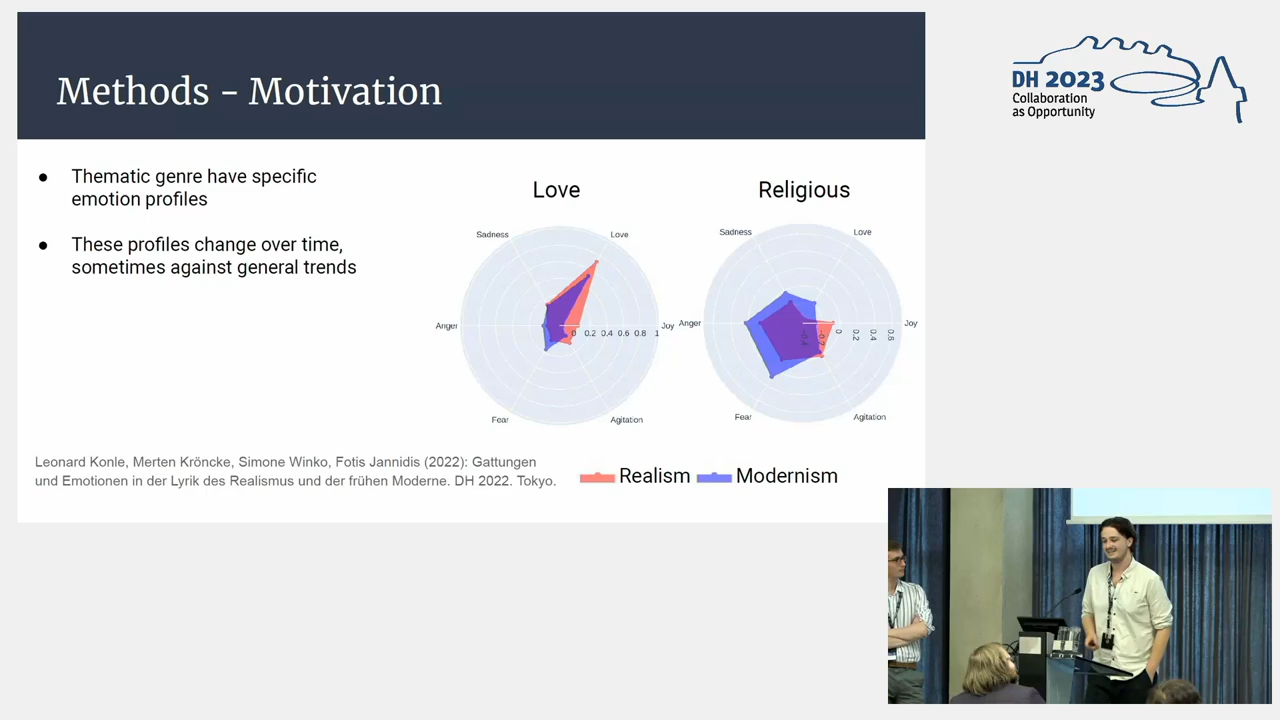 Methods - Motivation
DH 2023
Collaboration
as Opportunity
● Thematic genre have specific
emotion profiles
● These profiles change over time,
sometimes against general trends
Love
Sadness
Love
Anger
Joy
Fear
Agitation
0 0.2 0.4 0.6 0.8 1
Religious
Sadness
Love
Anger
Joy
Fear
Agitation
-0.4 -0.2 0 0.2 0.4 0.6
Realism
Modernism
Leonard Konle, Merten Kröncke, Simone Winko, Fotis Jannidis (2022): Gattungen
und Emotionen in der Lyrik des Realismus und der frühen Moderne. DH 2022. Tokyo.